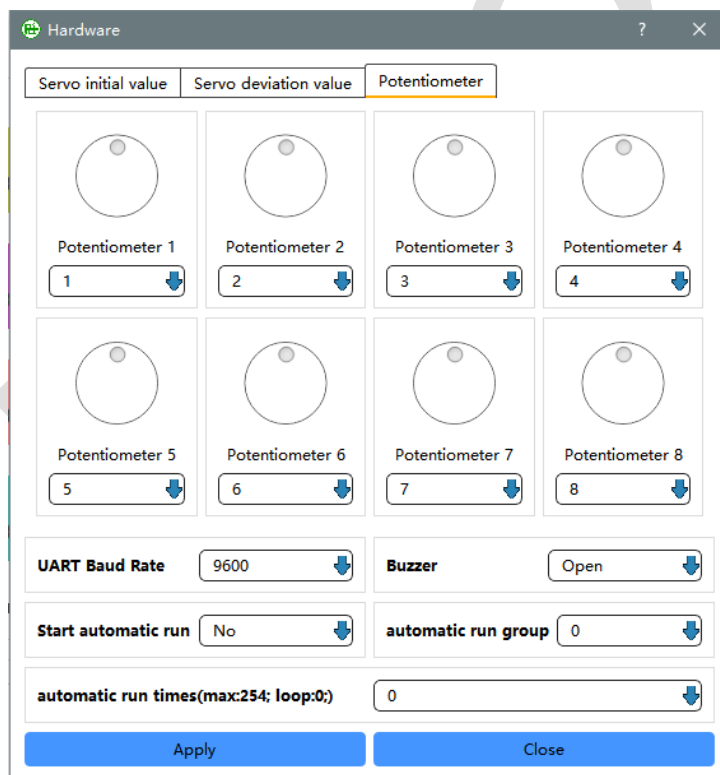 Hardware
Servo initial value Servo deviation value Potentiometer
Potentiometer 1 Potentiometer 2 Potentiometer 3 Potentiometer 4
1 2 3 4
Potentiometer 5 Potentiometer 6 Potentiometer 7 Potentiometer 8
5 6 7 8
UART Baud Rate 9600 Buzzer Open
Start automatic run No automatic run group 0
automatic run times(max:254; loop:0;) 0
Apply Close